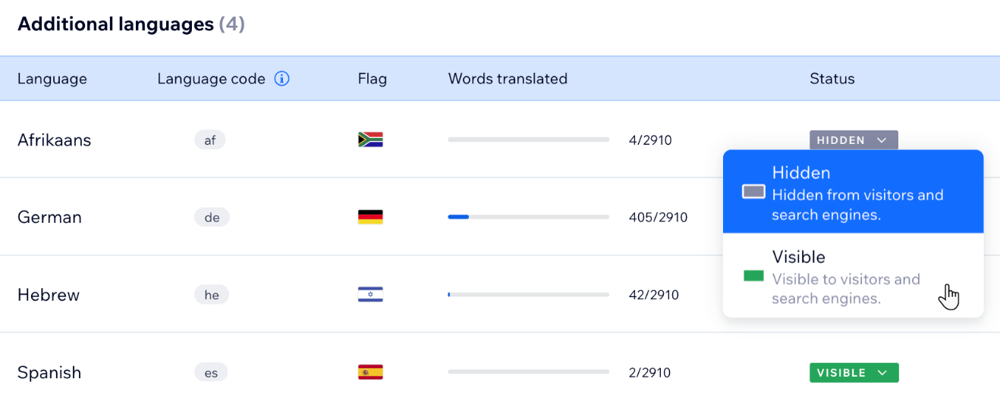 Additional languages (4)
Language Language code Flag Words translated Status
Afrikaans af 4/2910 HIDDEN
Hidden
Hidden from visitors and
search engines.
German de 405/2910
Visible
Visible to visitors and
search engines.
Hebrew he 42/2910
Spanish es 2/2910 VISIBLE